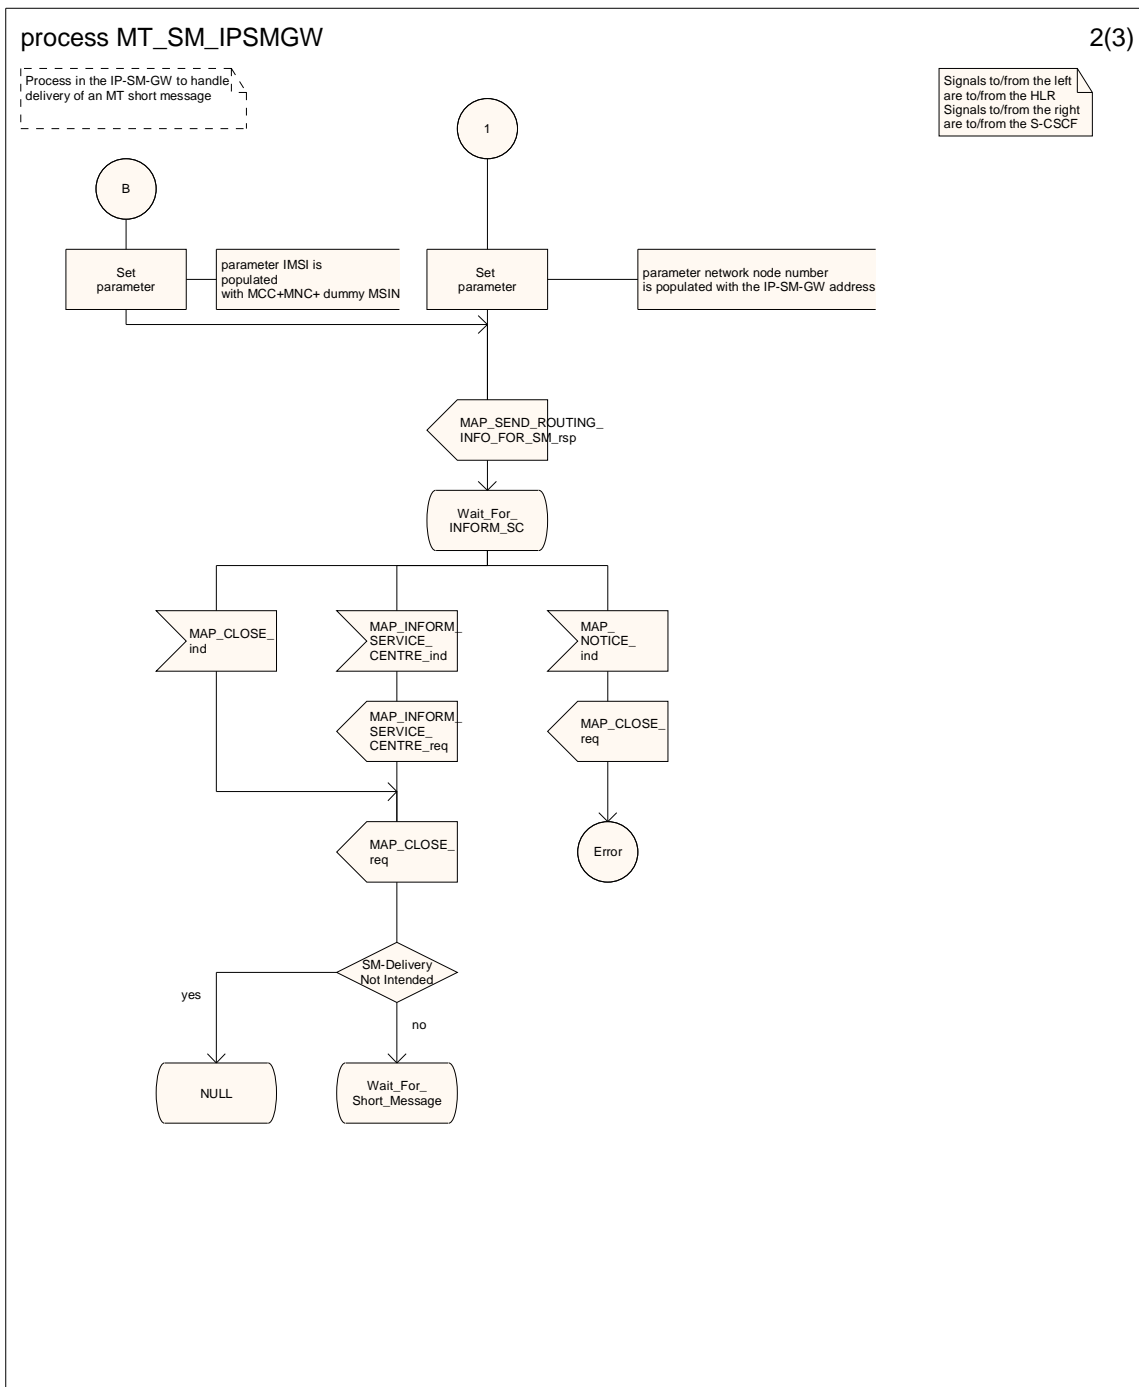 process MT_SM_IPSMGW
2(3)
Process in the IP-SM-GW to handle
delivery of an MT short message
Signals to/from the left
are to/from the HLR
Signals to/from the right
are to/from the S-CSCF
1
B
Set
parameter
parameter IMSI is
populated
with MCC+MNC+ dummy MSIN
Set
parameter
parameter network node number
is populated with the IP-SM-GW address
MAP_SEND_ROUTING_
INFO_FOR_SM_rsp
Wait_For_
INFORM_SC
MAP_CLOSE_
ind
MAP_INFORM_
SERVICE_
CENTRE_ind
MAP_
NOTICE_
ind
MAP_INFORM_
SERVICE_
CENTRE_req
MAP_CLOSE_
req
MAP_CLOSE_
req
Error
SM-Delivery
Not Intended
yes
no
NULL
Wait_For_
Short_Message